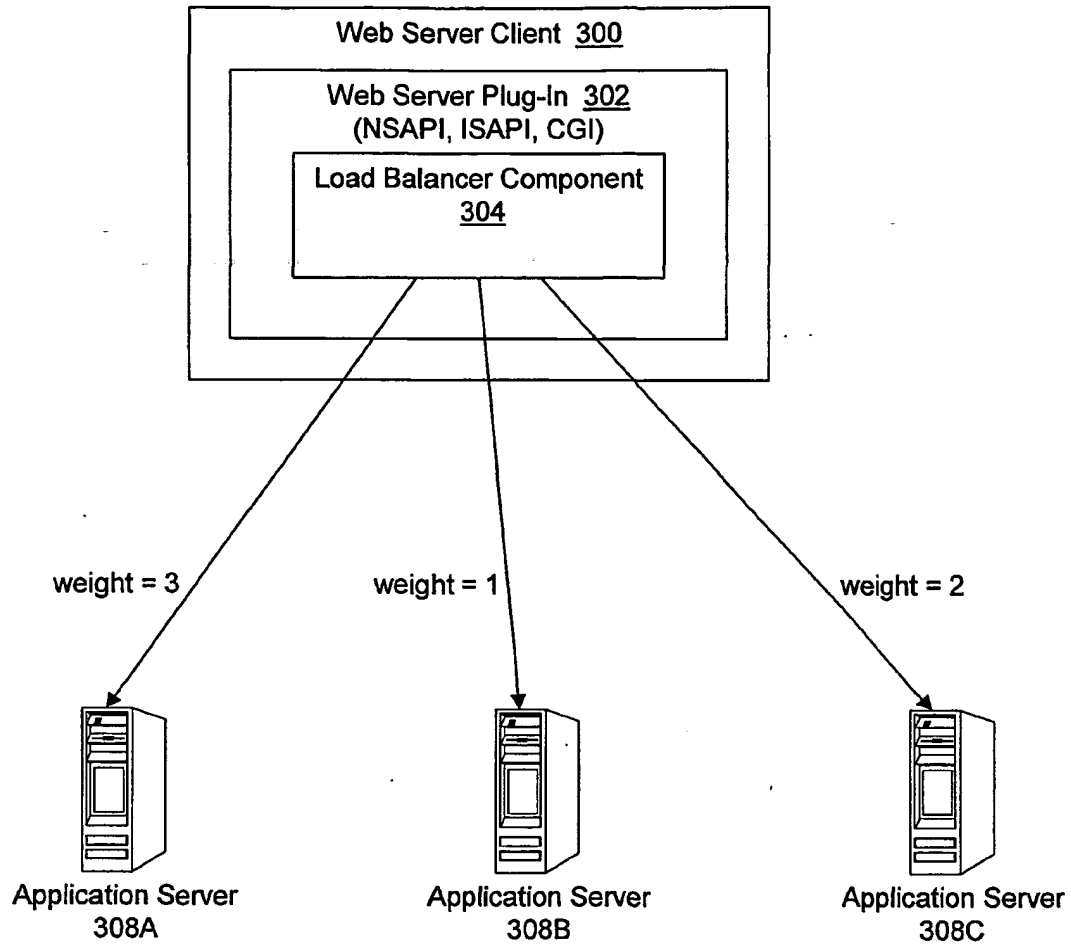 Web Server Client 300
Web Server Plug-In 302
(NSAPI, ISAPI, CGI)
Load Balancer Component
304
weight = 3
weight = 1
weight = 2
Application Server
308A
Application Server
308B
Application Server
308C